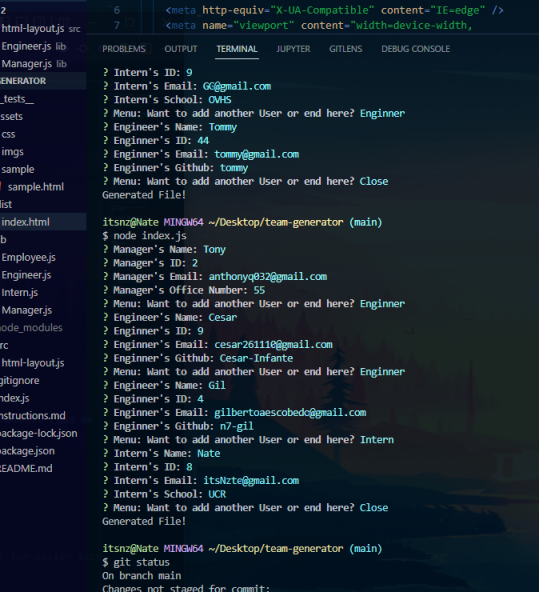 2
html-layout.js src
Engineer.js lib
Manager.js lib
GENERATOR
_tests__
assets
css
imgs
sample
sample.html
list
index.html
b
Employee.js
Engineer.js
Intern.js
Manager.js
node_modules
rc
html-layout.js
gitignore
ndex.js
nstructions.md
package-lock.json
package.json
README.md
6 <meta http-equiv="X-UA-Compatible" content="IE=edge" />
7 <meta name="viewport" content="width=device-width,
PROBLEMS OUTPUT TERMINAL JUPYTER GITLENS DEBUG CONSOLE
? Intern's ID: 9
? Intern's Email: GG@gmail.com
? Intern's School: OVHS
? Menu: Want to add another User or end here? Enginner
? Engineer's Name: Tommy
? Enginner's ID: 44
? Engineer's Email: tommy@gmail.com
? Engineer's Github: tommy
? Menu: Want to add another User or end here? Close
Generated File!
itsnz@Nate MINGW64 ~/Desktop/team-generator (main)
$ node index.js
? Manager's Name: Tony
? Manager's ID: 2
? Manager's Email: anthonyq032@gmail.com
? Manager's Office Number: 55
? Menu: Want to add another User or end here? Enginner
? Engineer's Name: Cesar
? Enginner's ID: 9
? Enginner's Email: cesar261110@gmail.com
? Enginner's Github: Cesar-Infante
? Menu: Want to add another User or end here? Enginner
? Engineer's Name: Gil
? Enginner's ID: 4
? Enginner's Email: gilbertoaescobedo@gmail.com
? Enginner's Github: n7-gil
? Menu: Want to add another User or end here? Intern
? Intern's Name: Nate
? Intern's ID: 8
? Intern's Email: itsNzte@gmail.com
? Intern's School: UCR
? Menu: Want to add another User or end here? Close
Generated File!
itsnz@Nate MINGW64 ~/Desktop/team-generator (main)
$ git status
On branch main
Changes not staged for commit: